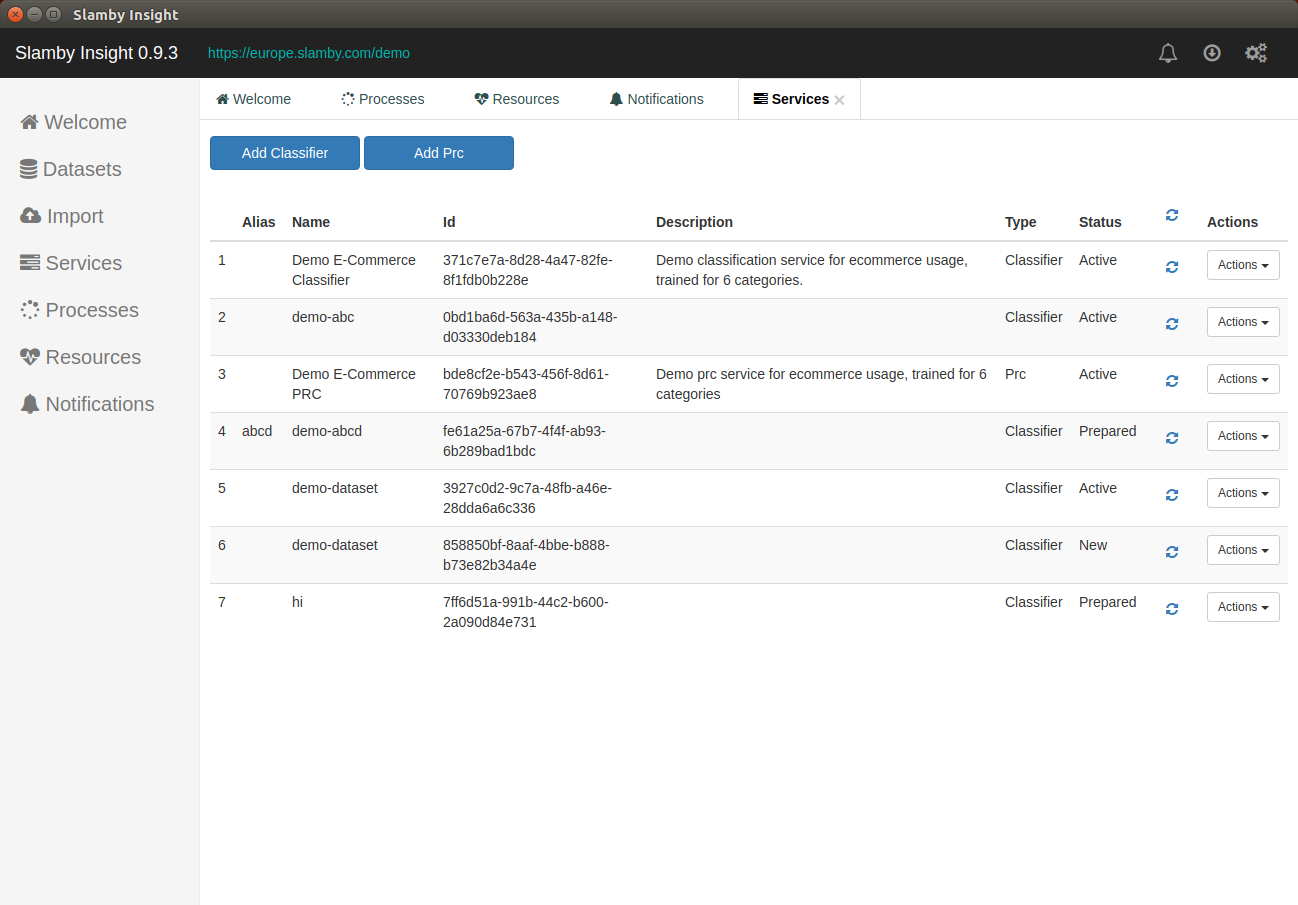 Slamby Insight
Slamby Insight 0.9.3 https://europe.slamby.com/demo
Welcome
Datasets
Import
Services
Processes
Resources
Notifications
Welcome Processes Resources Notifications Services
Add Classifier Add Prc
Alias Name Id Description Type Status Actions
1 Demo E-Commerce 371c7e7a-8d28-4a47-82fe- Demo classification service for ecommerce usage, Classifier Active Actions
Classifier 8f1fdb0b228e trained for 6 categories.
2 demo-abc 0bd1ba6d-563a-435b-a148- Classifier Active Actions
d03330deb184
3 Demo E-Commerce bde8cf2e-b543-456f-8d61- Demo prc service for ecommerce usage, trained for 6 Prc Active Actions
PRC 70769b923ae8 categories
4 abcd demo-abcd fe61a25a-67b7-4f4f-ab93- Classifier Prepared Actions
6b289bad1bdc
5 demo-dataset 3927c0d2-9c7a-48fb-a46e- Classifier Active Actions
28dda6a6c336
6 demo-dataset 858850bf-8aaf-4bbe-b888- Classifier New Actions
b73e82b34a4e
7 hi 7ff6d51a-991b-44c2-b600- Classifier Prepared Actions
2a090d84e731